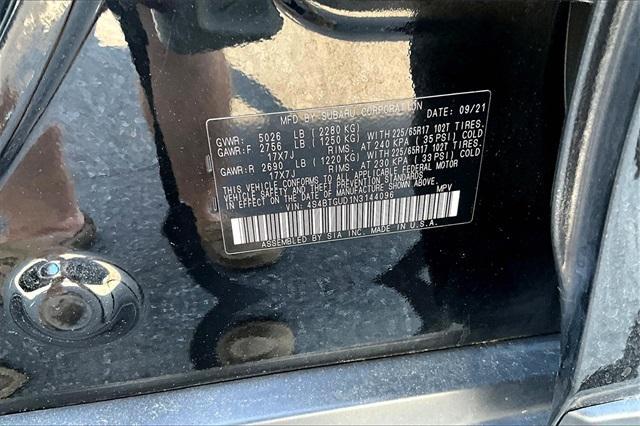 MFD BY SUBARU CORPORATION DATE: 09/21
GVWR: 5026 LB (2280 KG)
GAWR:F 2756 LB (1250 KG) WITH 225/65R17 102T TIRES,
17X7J RIMS, AT 240 KPA (35 PSI) COLD
GAWR:R 2690 LB (1220 KG) WITH 225/65R17 102T TIRES,
17X7J RIMS, AT 230 KPA (33 PSI) COLD
THIS VEHICLE CONFORMS TO ALL APPLICABLE FEDERAL MOTOR
VEHICLE SAFETY STANDARDS
IN EFFECT ON THE DATE OF MANUFACTURE SHOWN ABOVE.
VIN: 4S4BTGUD1N3144096 MPV
ASSEMBLED BY SIA INC. MADE IN U.S.A.